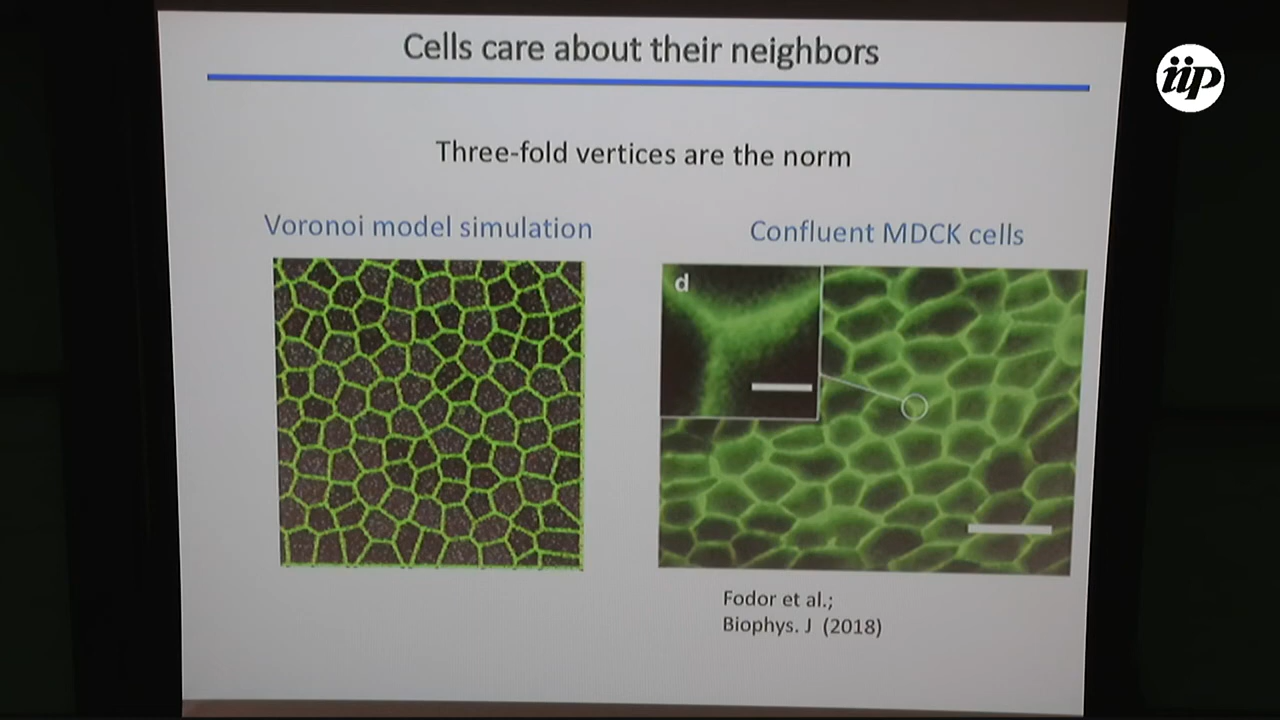 Cells care about their neighbors
iip
Three-fold vertices are the norm
Voronoi model simulation
Confluent MDCK cells
d
Fodor et al.;
Biophys. J (2018)